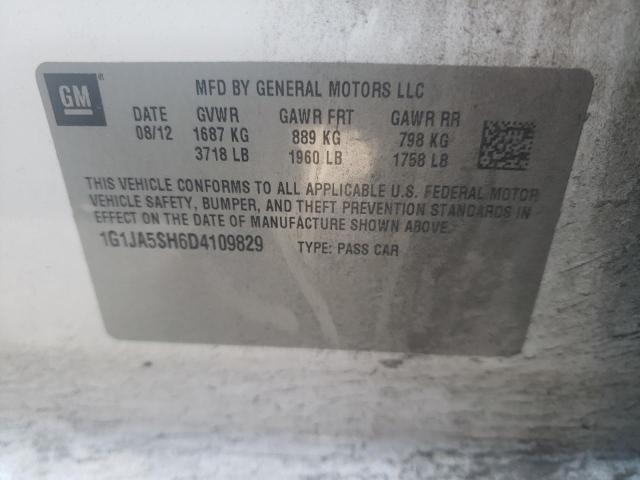 GM
MFD BY GENERAL MOTORS LLC
DATE GVWR GAWR FRT GAWR RR
08/12 1687 KG 889 KG 798 KG
3718 LB 1960 LB 1758 LB
THIS VEHICLE CONFORMS TO ALL APPLICABLE U.S. FEDERAL MOTOR
VEHICLE SAFETY, BUMPER, AND THEFT PREVENTION STANDARDS IN
EFFECT ON THE DATE OF MANUFACTURE SHOWN ABOVE.
1G1JA5SH6D4109829 TYPE: PASS CAR